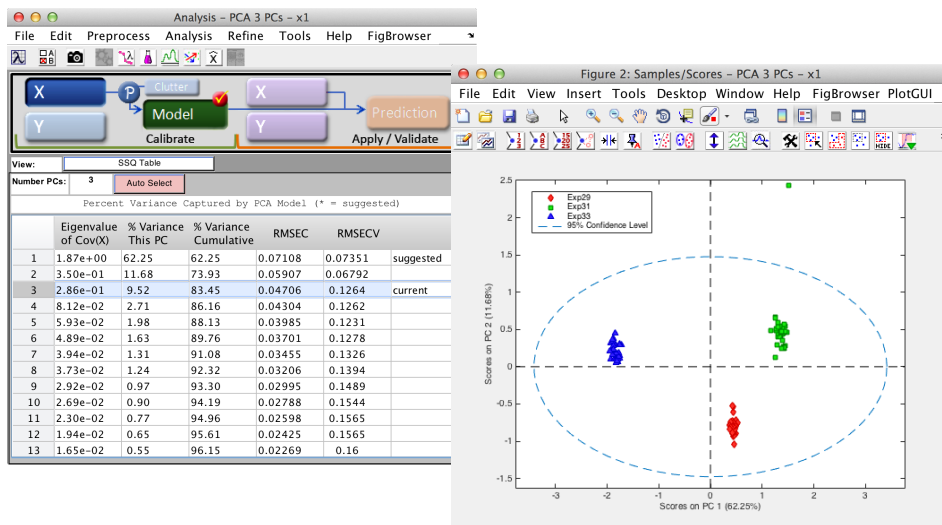 Analysis - PCA 3 PCs - x1
File Edit Preprocess Analysis Refine Tools Help FigBrowser
X
Y
P
Clutter
Model
Calibrate
X
Y
Prediction
Apply / Validate
View: SSQ Table
Number PCs: 3 Auto Select
Percent Variance Captured by PCA Model (* = suggested)
Eigenvalue of Cov(X) % Variance This PC % Variance Cumulative RMSEC RMSECV
1 1.87e+00 62.25 62.25 0.07108 0.07351 suggested
2 3.50e-01 11.68 73.93 0.05907 0.06792
3 2.86e-01 9.52 83.45 0.04706 0.1264 current
4 8.12e-02 2.71 86.16 0.04304 0.1262
5 5.93e-02 1.98 88.13 0.03985 0.1231
6 4.89e-02 1.63 89.76 0.03701 0.1278
7 3.94e-02 1.31 91.08 0.03455 0.1326
8 3.73e-02 1.24 92.32 0.03206 0.1394
9 2.92e-02 0.97 93.30 0.02995 0.1489
10 2.69e-02 0.90 94.19 0.02788 0.1544
11 2.30e-02 0.77 94.96 0.02598 0.1565
12 1.94e-02 0.65 95.61 0.02425 0.1565
13 1.65e-02 0.55 96.15 0.02269 0.16
Figure 2: Samples/Scores - PCA 3 PCs - x1
File Edit View Insert Tools Desktop Window Help FigBrowser PlotGUI
HIDE
Exp29
Exp31
Exp33
95% Confidence Level
2.5
2
1.5
1
0.5
0
-0.5
-1
-1.5
Scores on PC 2 (11.68%)
-3 -2 -1 0 1 2 3
Scores on PC 1 (62.25%)